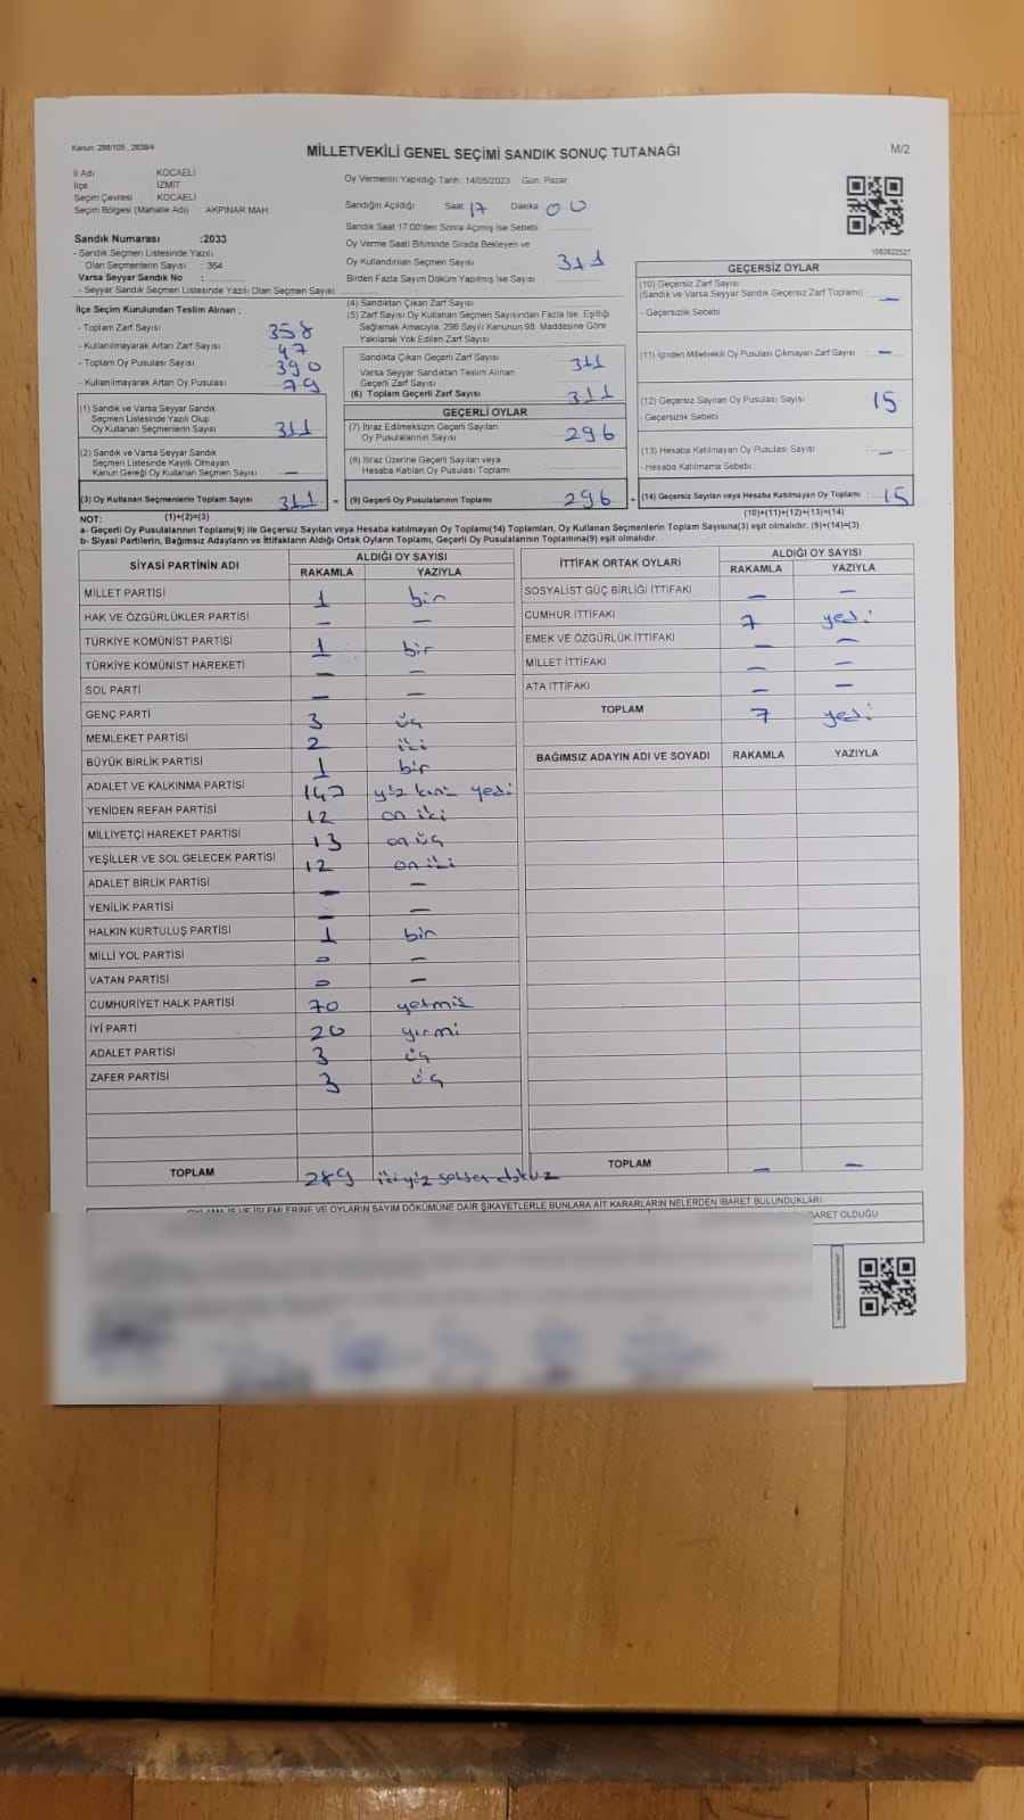 Kanun: 298/105, 2839/4
MİLLETVEKİLİ GENEL SEÇİMİ SANDIK SONUÇ TUTANAĞI
M/2
İl Adı KOCAELİ
İlçe İZMİT
Seçim Çevresi KOCAELİ
Seçim Bölgesi (Mahalle Adı) AKPINAR MAH.
Sandık Numarası :2033
- Sandık Seçmen Listesinde Yazılı
Olan Seçmenlerin Sayısı : 364
Varsa Seyyar Sandık No :
- Seyyar Sandık Seçmen Listesinde Yazılı Olan Seçmen Sayısı
İlçe Seçim Kurulundan Teslim Alınan :
- Toplam Zarf Sayısı 358
- Kullanılmayarak Artan Zarf Sayısı 47
- Toplam Oy Pusulası Sayısı 390
- Kullanılmayarak Artan Oy Pusulası 79
(1) Sandık ve Varsa Seyyar Sandık
Seçmen Listesinde Yazılı Olup
Oy Kullanan Seçmenlerin Sayısı 311
(2) Sandık ve Varsa Seyyar Sandık
Seçmen Listesinde Kayıtlı Olmayan
Kanun Gereği Oy Kullanan Seçmen Sayısı —
(3) Oy Kullanan Seçmenlerin Toplam Sayısı 311
(1)+(2)=(3)
Oy Vermenin Yapıldığı Tarih: 14/05/2023 Gün: Pazar
Sandığın Açıldığı Saat 17 Dakika 00
Sandık Saat 17:00'den Sonra Açılmış İse Sebebi
Oy Verme Saati Bitiminde Sırada Bekleyen ve
Oy Kullandırılan Seçmen Sayısı 311
Birden Fazla Sayım Döküm Yapılmış İse Sayısı
(4) Sandıktan Çıkan Zarf Sayısı
(5) Zarf Sayısı Oy Kullanan Seçmen Sayısından Fazla İse, Eşitliği
Sağlamak Amacıyla, 298 Sayılı Kanunun 98. Maddesine Göre
Yakılarak Yok Edilen Zarf Sayısı
Sandıkta Çıkan Geçerli Zarf Sayısı 311
Varsa Seyyar Sandıktan Teslim Alınan
Geçerli Zarf Sayısı
(6) Toplam Geçerli Zarf Sayısı 311
GEÇERLİ OYLAR
(7) İtiraz Edilmeksizin Geçerli Sayılan
Oy Pusulalarının Sayısı 296
(8) İtiraz Üzerine Geçerli Sayılan veya
Hesaba Katılan Oy Pusulası Toplamı
= (9) Geçerli Oy Pusulalarının Toplamı 296
1082822527
GEÇERSİZ OYLAR
(10) Geçersiz Zarf Sayısı
(Sandık ve Varsa Seyyar Sandık Geçersiz Zarf Toplamı) —
- Geçersizlik Sebebi
(11) İçinden Milletvekili Oy Pusulası Çıkmayan Zarf Sayısı —
(12) Geçersiz Sayılan Oy Pusulası Sayısı 15
- Geçersizlik Sebebi
(13) Hesaba Katılmayan Oy Pusulası Sayısı —
- Hesaba Katılmama Sebebi
+ (14) Geçersiz Sayılan veya Hesaba Katılmayan Oy Toplamı 15
(10)+(11)+(12)+(13)=(14)
NOT:
a- Geçerli Oy Pusulalarının Toplamı(9) ile Geçersiz Sayılan veya Hesaba katılmayan Oy Toplamı(14) Toplamları, Oy Kullanan Seçmenlerin Toplam Sayısına(3) eşit olmalıdır. (9)+(14)=(3)
b- Siyasi Partilerin, Bağımsız Adayların ve İttifakların Aldığı Ortak Oyların Toplamı, Geçerli Oy Pusulalarının Toplamına(9) eşit olmalıdır.
SİYASİ PARTİNİN ADI ALDIĞI OY SAYISI
RAKAMLA YAZIYLA
MİLLET PARTİSİ 1 bir
HAK VE ÖZGÜRLÜKLER PARTİSİ — —
TÜRKİYE KOMÜNİST PARTİSİ 1 bir
TÜRKİYE KOMÜNİST HAREKETİ — —
SOL PARTİ — —
GENÇ PARTİ 3 üç
MEMLEKET PARTİSİ 2 iki
BÜYÜK BİRLİK PARTİSİ 1 bir
ADALET VE KALKINMA PARTİSİ 147 yüz kırk yedi
YENİDEN REFAH PARTİSİ 12 on iki
MİLLİYETÇİ HAREKET PARTİSİ 13 on üç
YEŞİLLER VE SOL GELECEK PARTİSİ 12 on iki
ADALET BİRLİK PARTİSİ — —
YENİLİK PARTİSİ — —
HALKIN KURTULUŞ PARTİSİ 1 bir
MİLLİ YOL PARTİSİ 0 —
VATAN PARTİSİ 0 —
CUMHURİYET HALK PARTİSİ 70 yetmiş
İYİ PARTİ 20 yirmi
ADALET PARTİSİ 3 üç
ZAFER PARTİSİ 3 üç
TOPLAM 289 ikiyüz seksen dokuz
İTTİFAK ORTAK OYLARI ALDIĞI OY SAYISI
RAKAMLA YAZIYLA
SOSYALİST GÜÇ BİRLİĞİ İTTİFAKI — —
CUMHUR İTTİFAKI 7 yedi
EMEK VE ÖZGÜRLÜK İTTİFAKI — —
MİLLET İTTİFAKI — —
ATA İTTİFAKI — —
TOPLAM 7 yedi
BAĞIMSIZ ADAYIN ADI VE SOYADI RAKAMLA YAZIYLA
TOPLAM — —
OYLAMA İŞ VE İŞLEMLERİNE VE OYLARIN SAYIM DÖKÜMÜNE DAİR ŞİKAYETLERLE BUNLARA AİT KARARLARIN NELERDEN İBARET BULUNDUKLARI
İBARET OLDUĞU